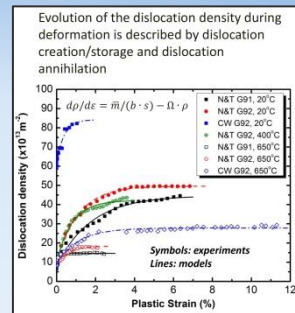 Evolution of the dislocation density during
deformation is described by dislocation
creation/storage and dislocation
annihilation
dρ/dε = m̄/(b · s) − Ω · ρ
N&T G91, 20°C
N&T G92, 20°C
CW G92, 20°C
N&T G92, 400°C
N&T G91, 650°C
N&T G92, 650°C
CW G92, 650°C
Symbols: experiments
Lines: models
Dislocation density (x10¹³m⁻²)
100
90
80
70
60
50
40
30
20
10
0
0 2 4 6 8 10 12
Plastic Strain (%)